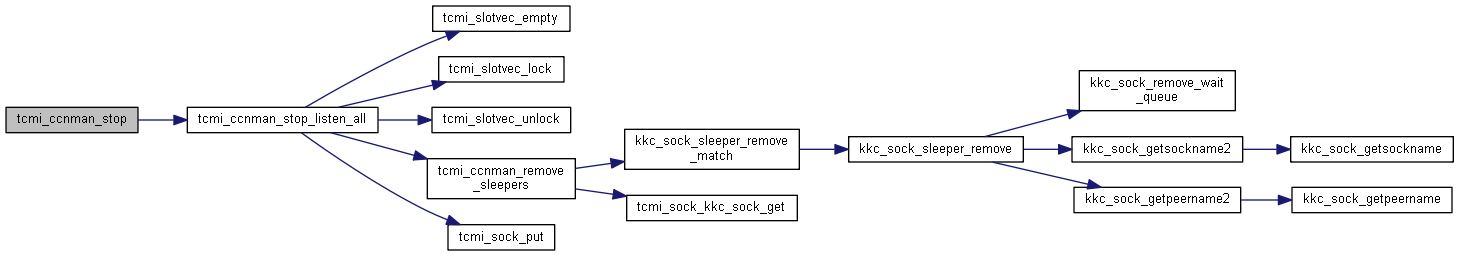 tcmi_ccnman_stop
tcmi_ccnman_stop_listen_all
tcmi_slotvec_empty
tcmi_slotvec_lock
tcmi_slotvec_unlock
tcmi_ccnman_remove
_sleepers
tcmi_sock_put
kkc_sock_sleeper_remove
_match
tcmi_sock_kkc_sock_get
kkc_sock_sleeper_remove
kkc_sock_remove_wait
_queue
kkc_sock_getsockname2
kkc_sock_getpeername2
kkc_sock_getsockname
kkc_sock_getpeername